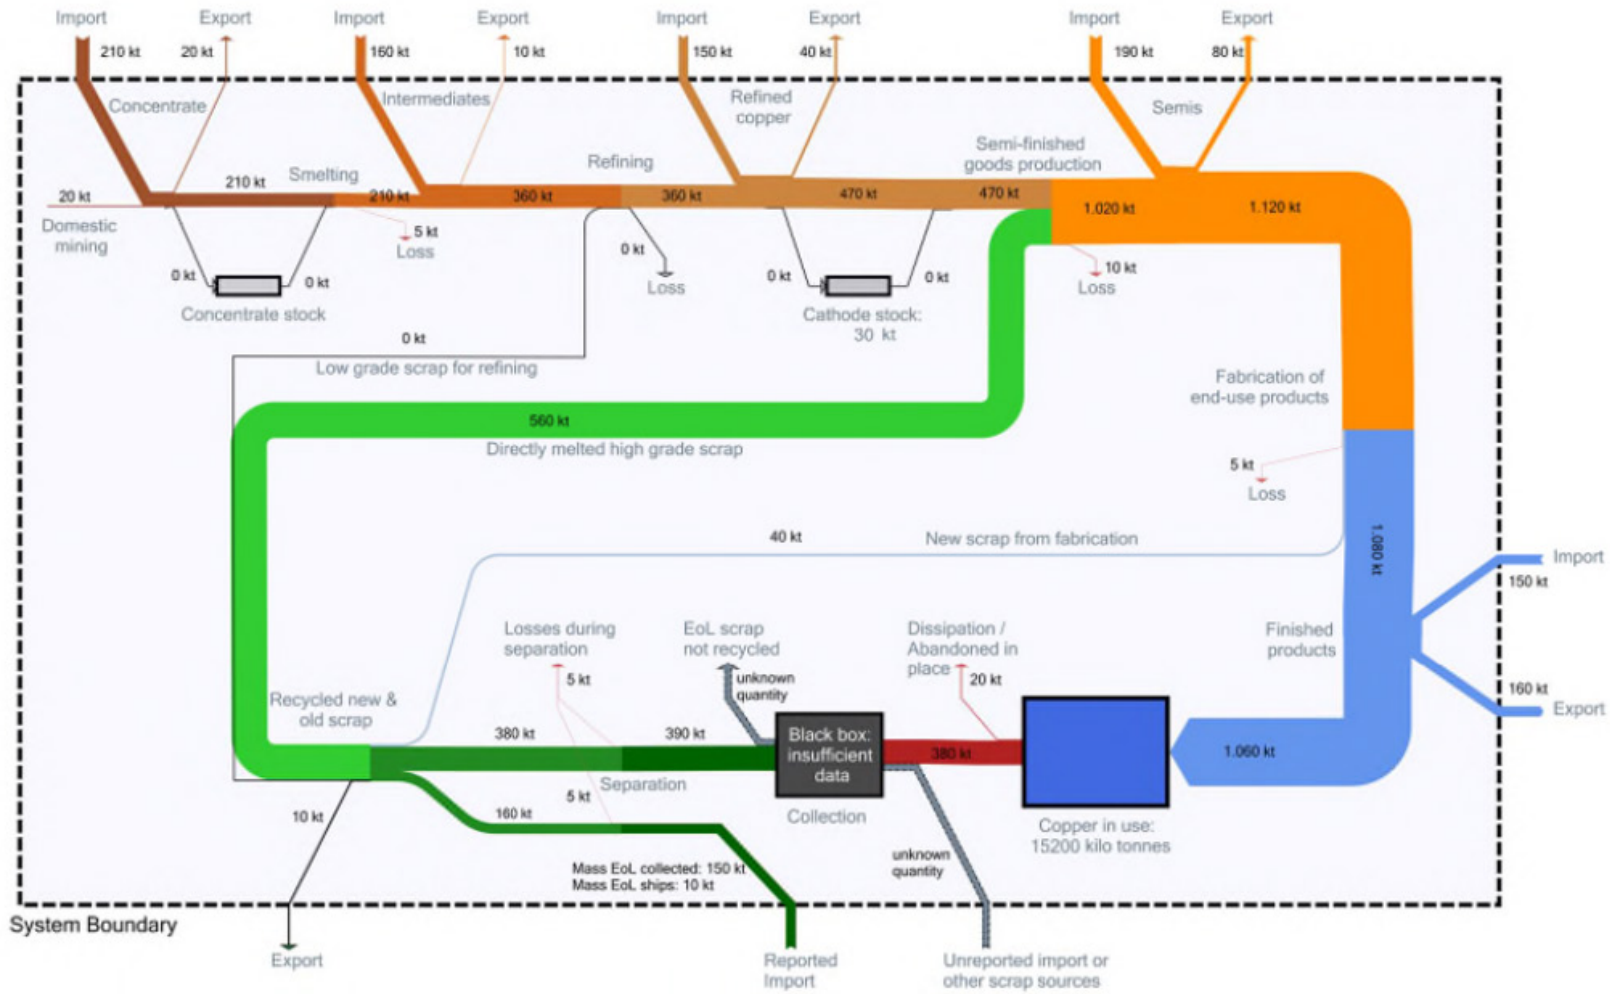 Import
Export
Import
Export
Import
Export
Import
Export
210 kt
20 kt
160 kt
10 kt
150 kt
40 kt
190 kt
80 kt
Concentrate
Intermediates
Refined
copper
Semis
Semi-finished
goods production
Refining
Smelting
20 kt
210 kt
210 kt
360 kt
360 kt
470 kt
470 kt
1.020 kt
1.120 kt
Domestic
mining
5 kt
Loss
0 kt
Loss
10 kt
Loss
0 kt
0 kt
Concentrate stock
0 kt
0 kt
Cathode stock:
30 kt
0 kt
Low grade scrap for refining
560 kt
Directly melted high grade scrap
Fabrication of
end-use products
5 kt
Loss
40 kt
New scrap from fabrication
1.080 kt
Import
150 kt
Finished
products
160 kt
Export
Losses during
separation
5 kt
EoL scrap
not recycled
unknown
quantity
Dissipation /
Abandoned in
place
20 kt
Recycled new &
old scrap
380 kt
390 kt
Black box:
insufficient
data
380 kt
1.060 kt
Separation
5 kt
Collection
10 kt
160 kt
Copper in use:
15200 kilo tonnes
unknown
quantity
Mass EoL collected: 150 kt
Mass EoL ships: 10 kt
System Boundary
Export
Reported
Import
Unreported import or
other scrap sources